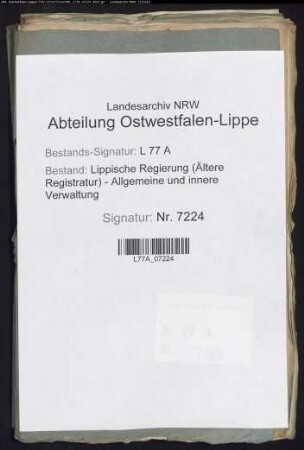 Landesarchiv NRW
Abteilung Ostwestfalen-Lippe
Bestands-Signatur: L 77 A
Bestand: Lippische Regierung (Ältere
Registratur) - Allgemeine und innere
Verwaltung
Signatur: Nr. 7224
L77A_07224